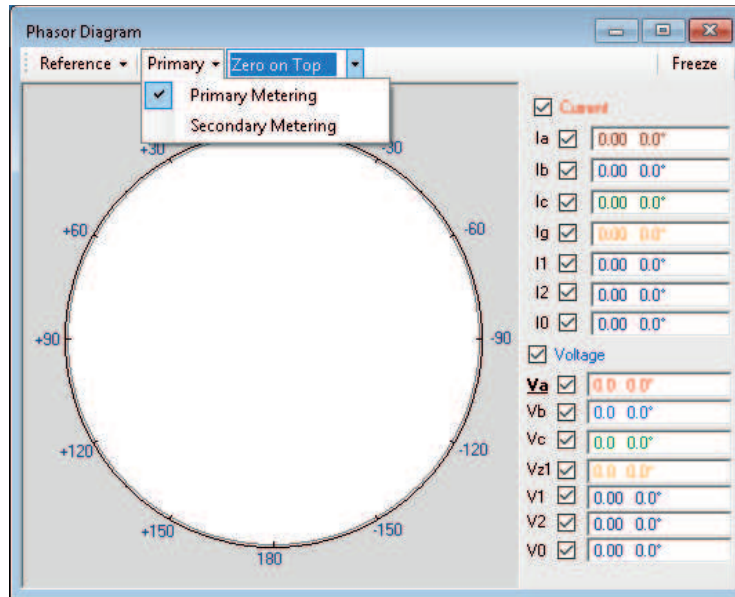 Phasor Diagram
Reference Primary Zero on Top Freeze
Primary Metering
Secondary Metering
+30 -30
+60 -60
+90 -90
+120 -120
+150 -150
180
Current
Ia 0.00 0.0°
Ib 0.00 0.0°
Ic 0.00 0.0°
Ig 0.00 0.0°
I1 0.00 0.0°
I2 0.00 0.0°
I0 0.00 0.0°
Voltage
Va 0.0 0.0°
Vb 0.0 0.0°
Vc 0.0 0.0°
Vz1 0.0 0.0°
V1 0.00 0.0°
V2 0.00 0.0°
V0 0.00 0.0°